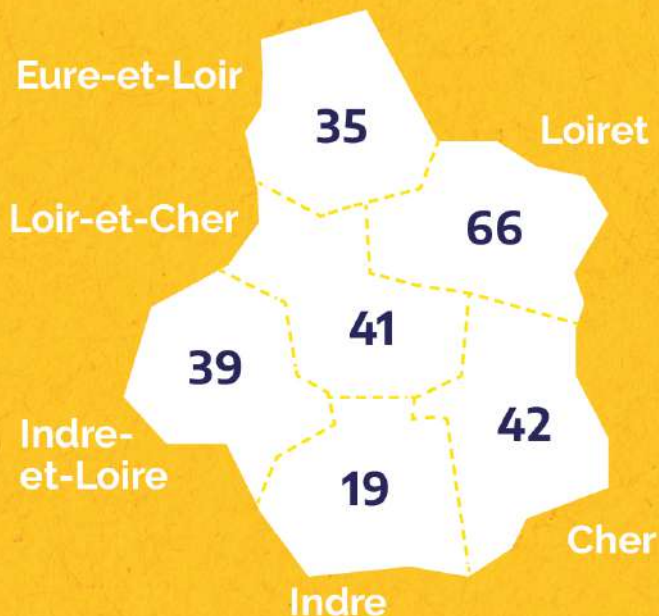 Eure-et-Loir
35
Loiret
Loir-et-Cher
66
41
39
Indre-
et-Loire
42
19
Cher
Indre